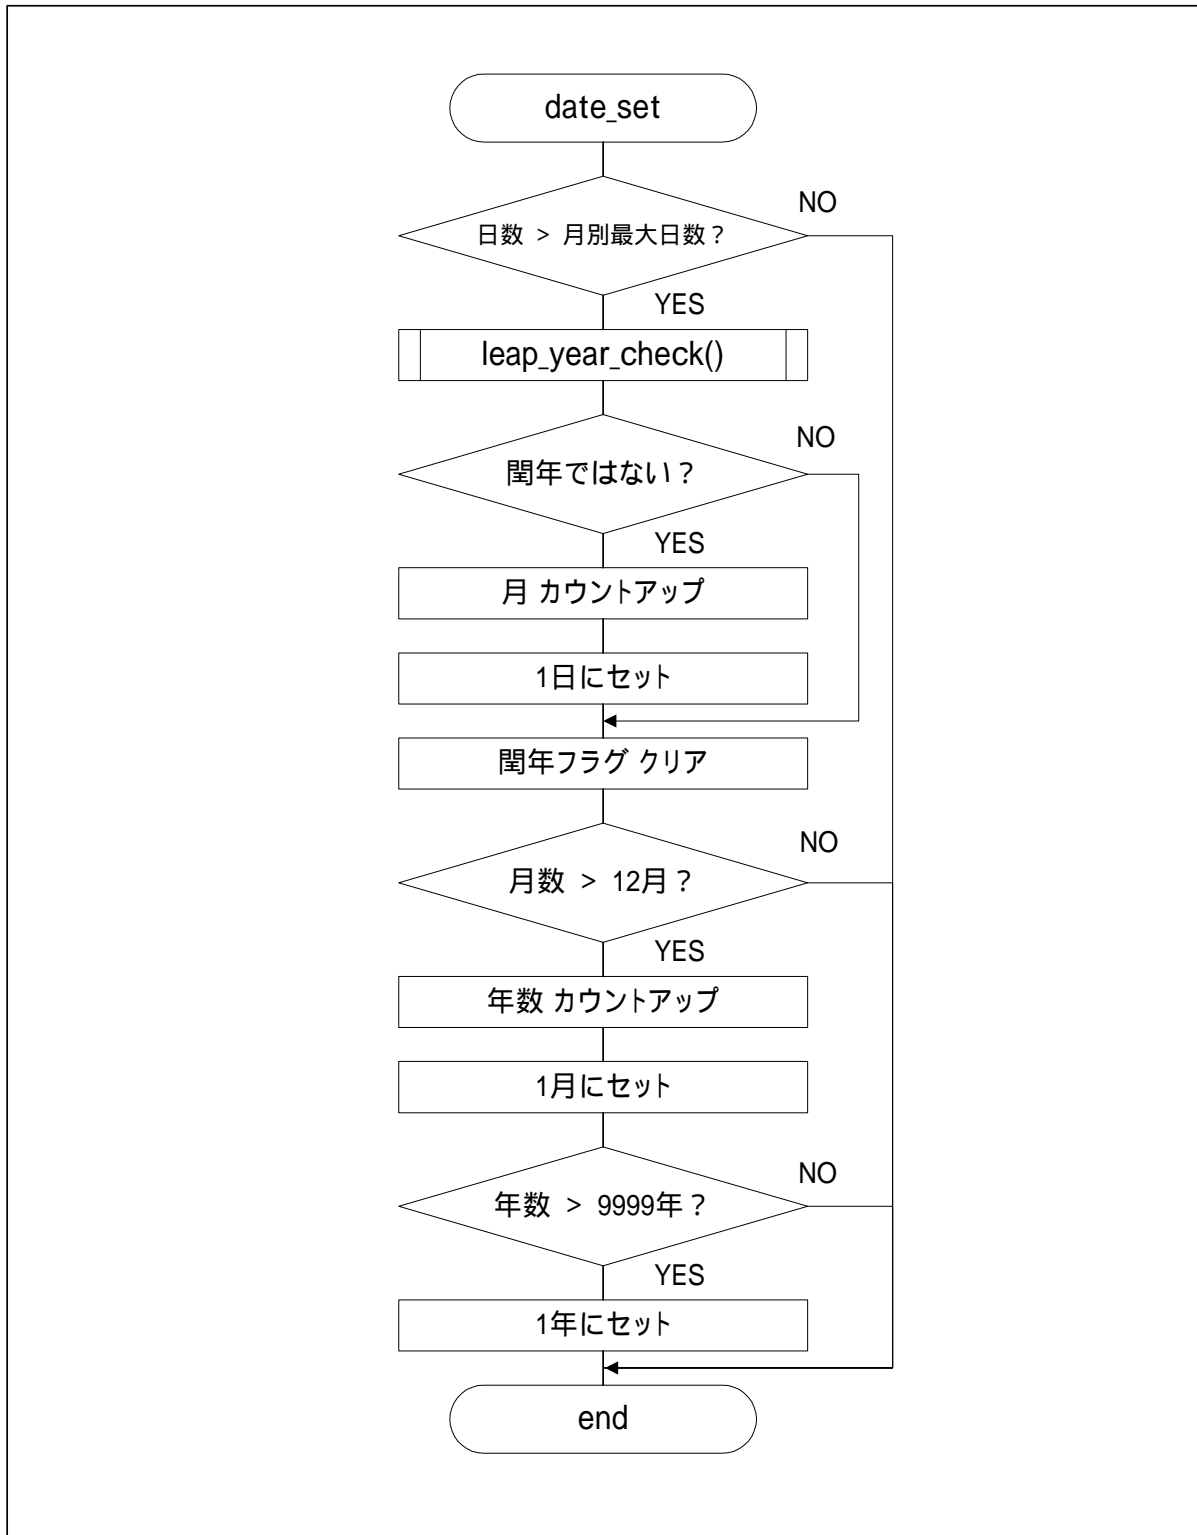 date_set
NO
日数 > 月別最大日数？
YES
leap_year_check()
NO
閏年ではない？
YES
月 カウントアップ
1日にセット
閏年フラグ クリア
NO
月数 > 12月？
YES
年数 カウントアップ
1月にセット
NO
年数 > 9999年？
YES
1年にセット
end